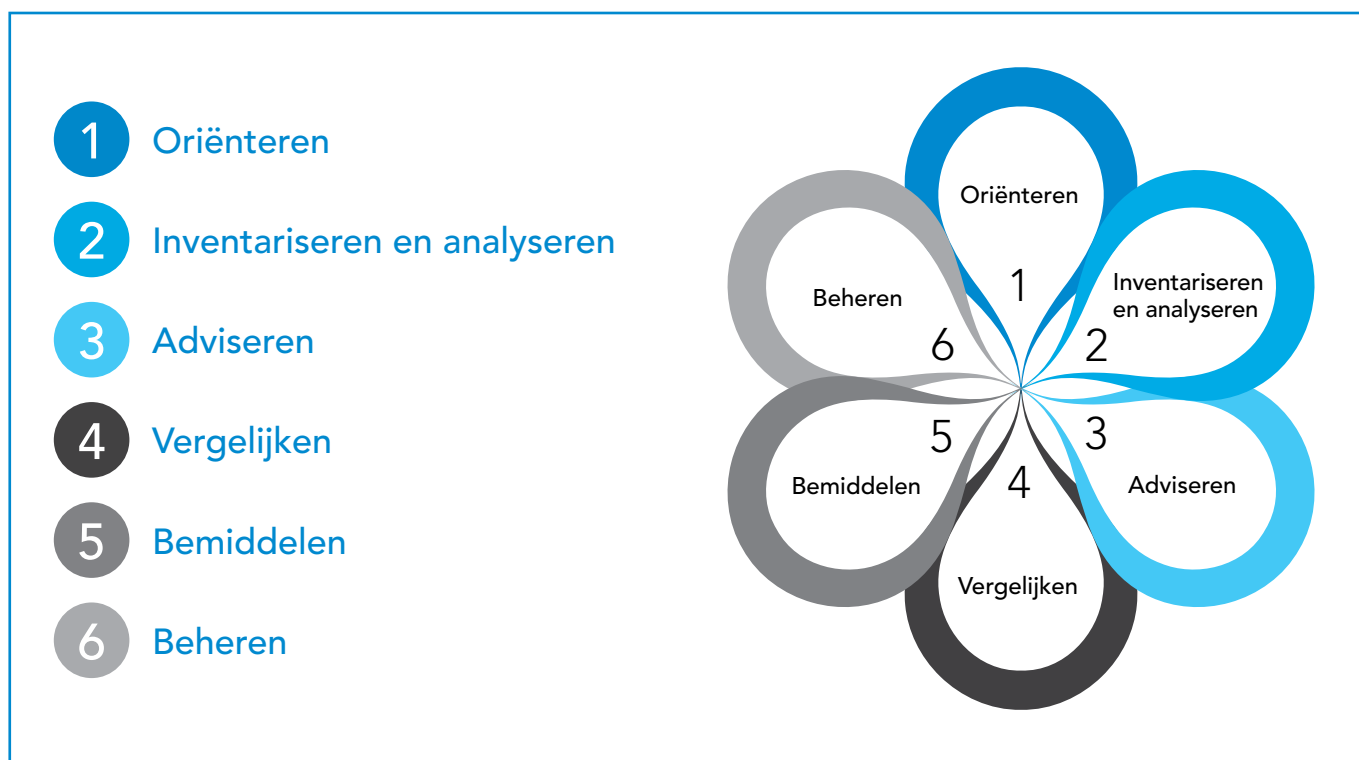 1 Oriënteren
2 Inventariseren en analyseren
3 Adviseren
4 Vergelijken
5 Bemiddelen
6 Beheren
Oriënteren
1
Inventariseren
en analyseren
2
3
Adviseren
4
Vergelijken
5
Bemiddelen
Beheren
6